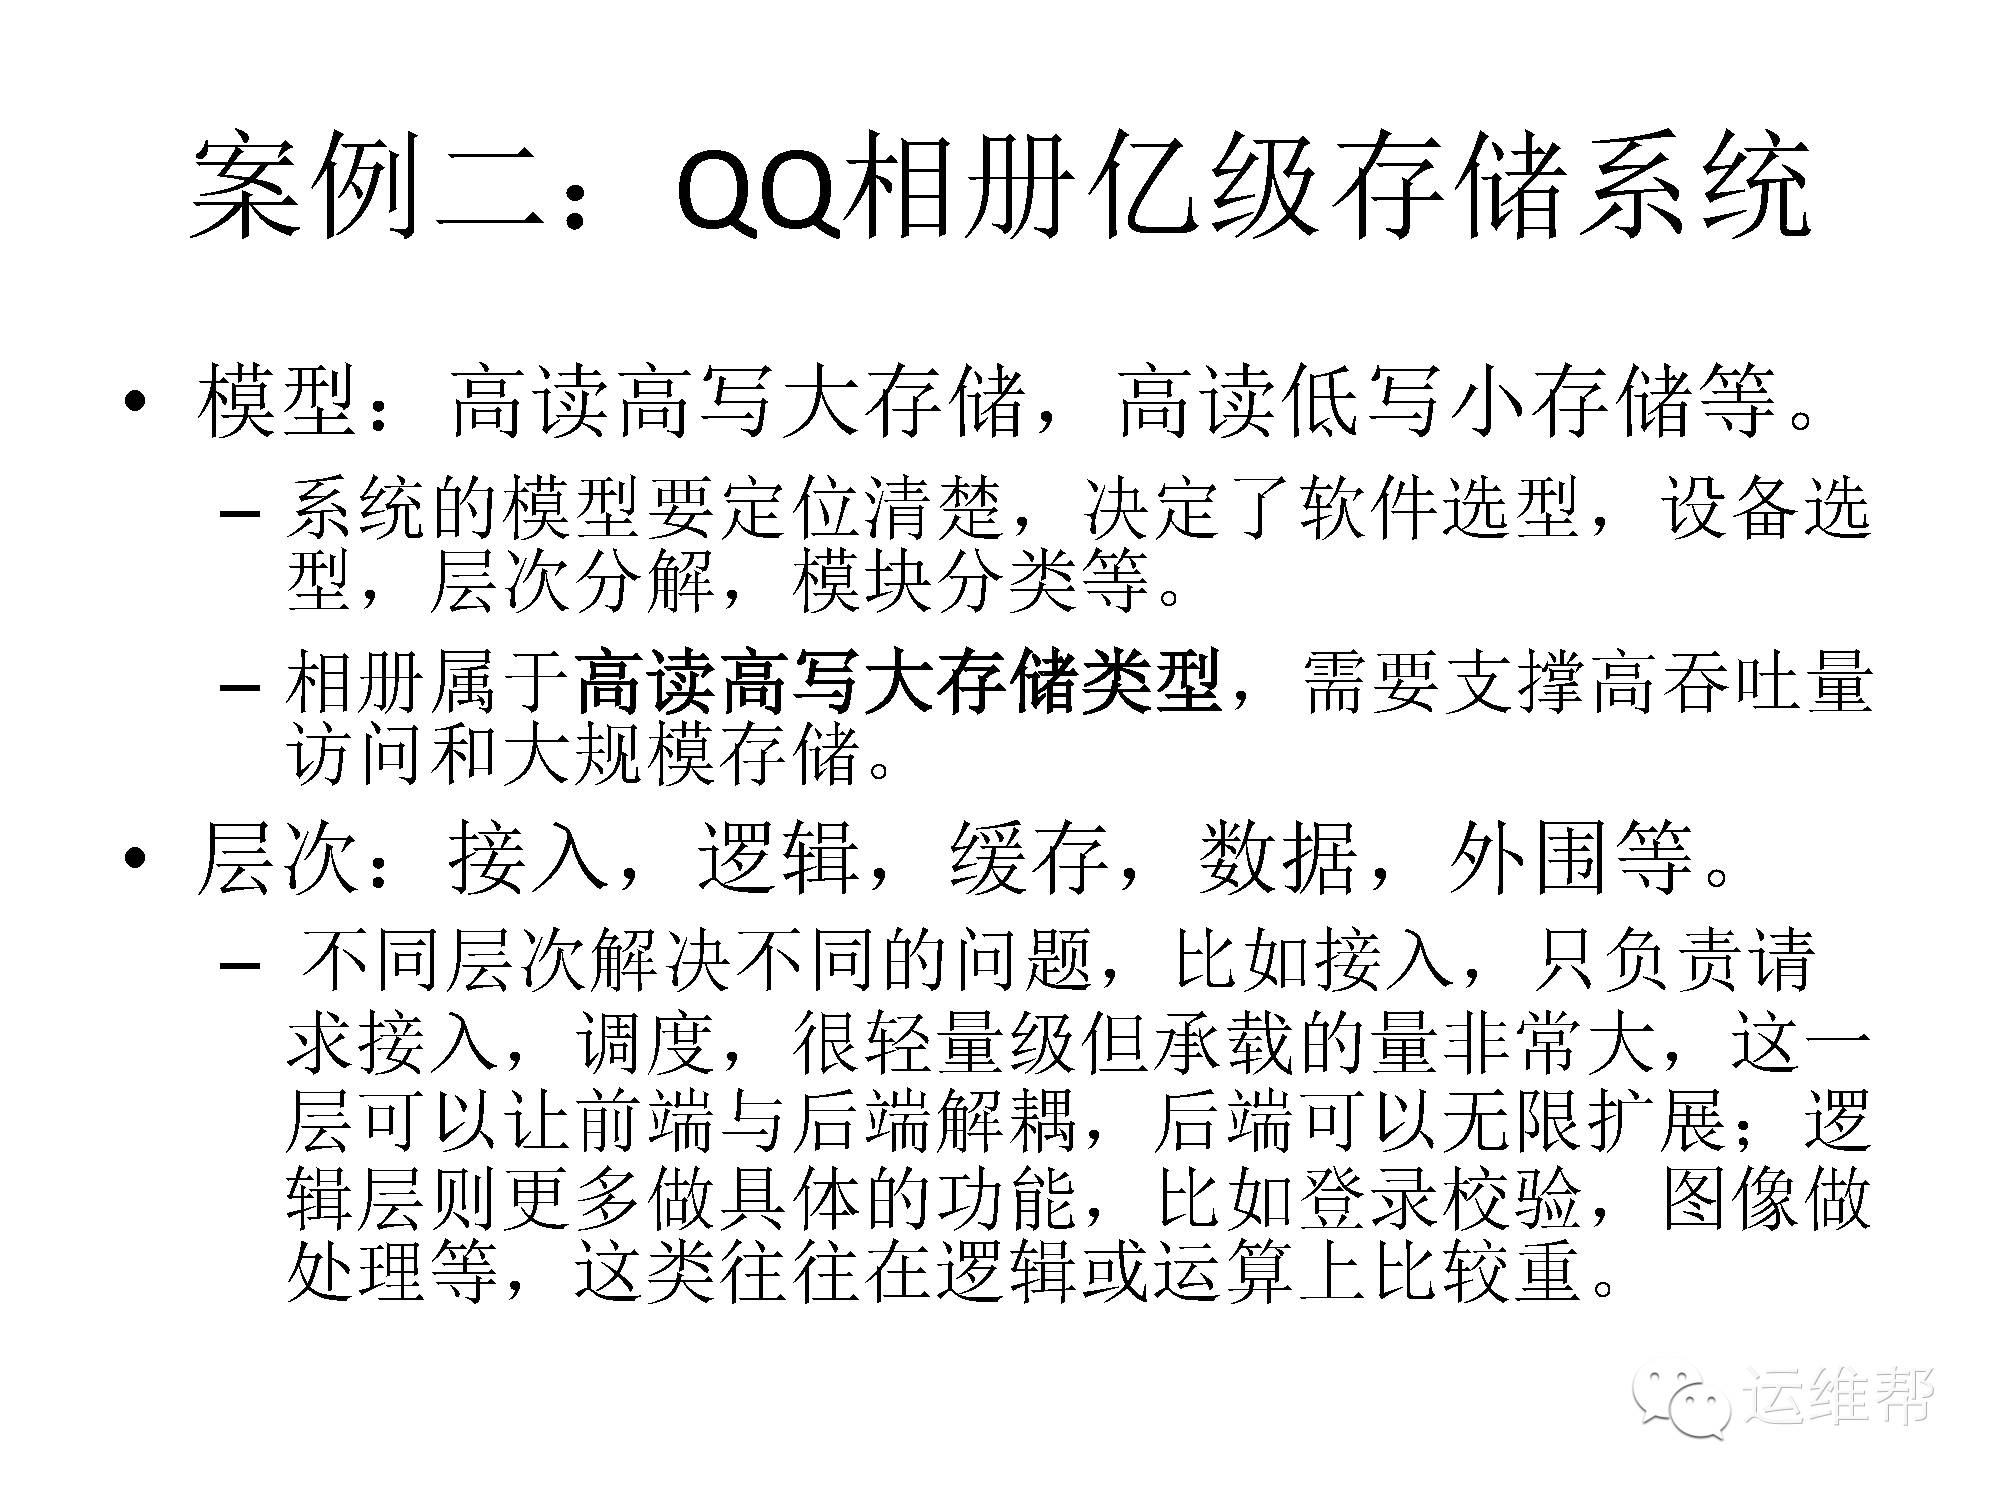 案例二：QQ相册亿级存储系统
• 模型：高读高写大存储，高读低写小存储等。
– 系统的模型要定位清楚，决定了软件选型，设备选
型，层次分解，模块分类等。
– 相册属于高读高写大存储类型，需要支撑高吞吐量
访问和大规模存储。
• 层次：接入，逻辑，缓存，数据，外围等。
– 不同层次解决不同的问题，比如接入，只负责请
求接入，调度，很轻量级但承载的量非常大，这一
层可以让前端与后端解耦，后端可以无限扩展；逻
辑层则更多做具体的功能，比如登录校验，图像做
处理等，这类往往在逻辑或运算上比较重。
运维帮